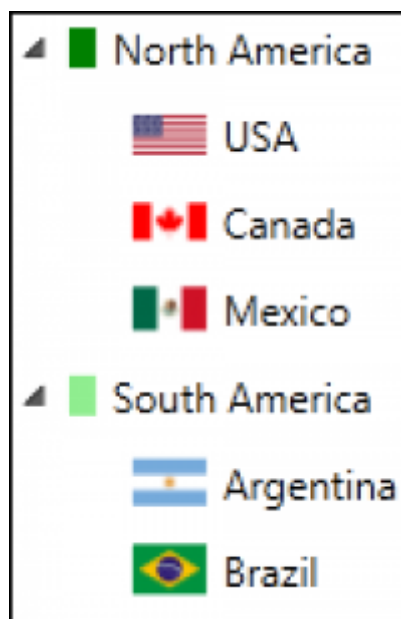 North America
USA
Canada
Mexico
South America
Argentina
Brazil